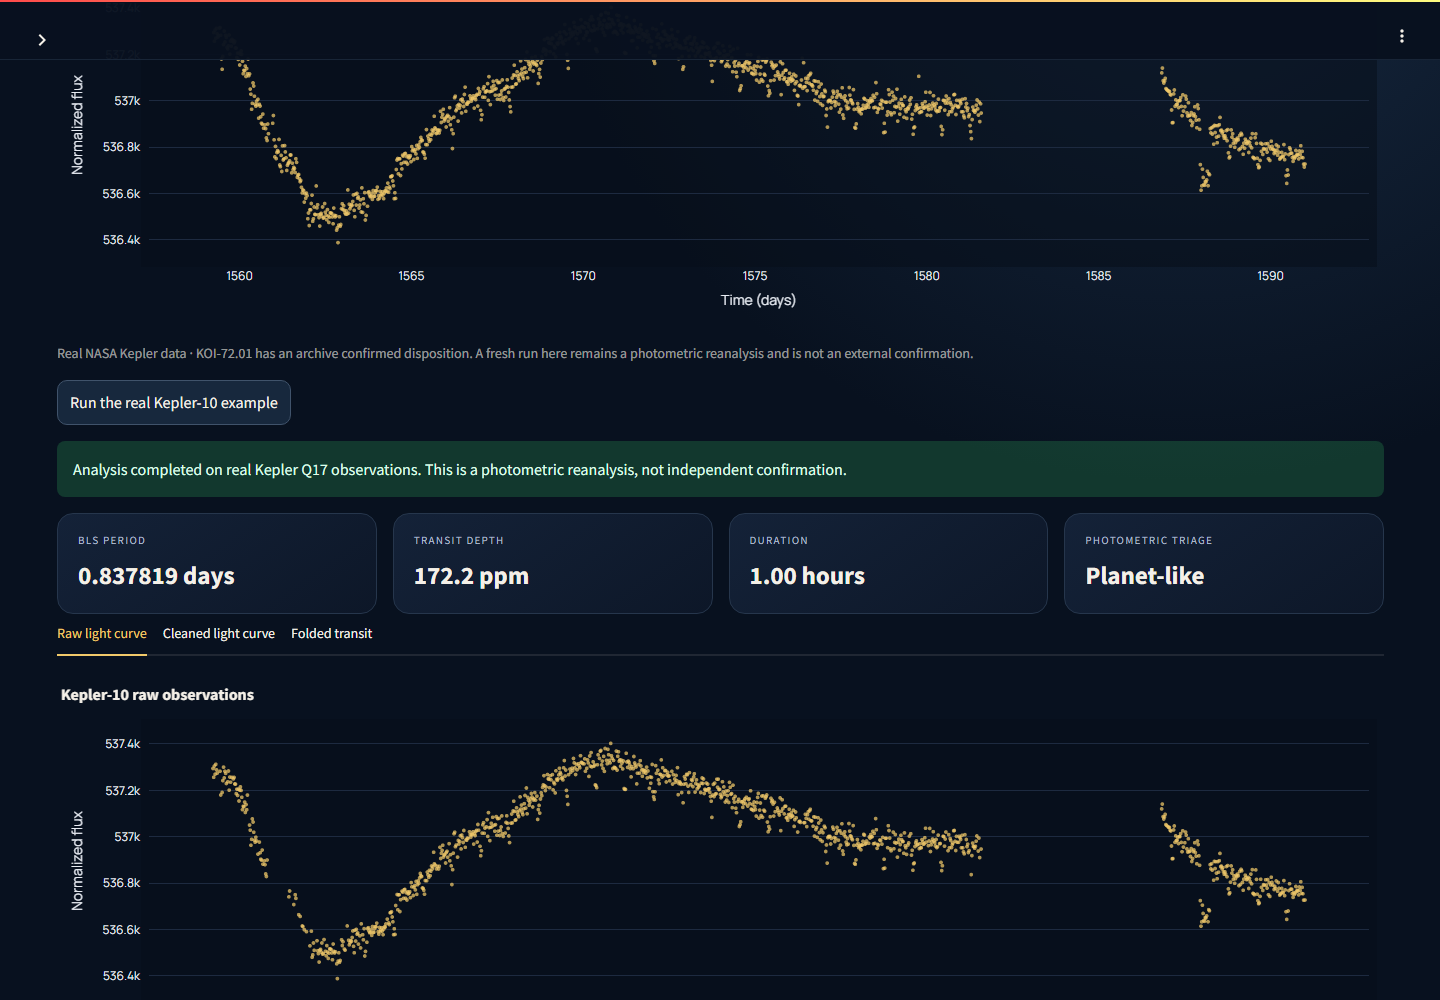 537.4k
537.2k
537k
536.8k
536.6k
536.4k
Normalized flux
1560 1565 1570 1575 1580 1585 1590
Time (days)
Real NASA Kepler data · KOI-72.01 has an archive confirmed disposition. A fresh run here remains a photometric reanalysis and is not an external confirmation.
Run the real Kepler-10 example
Analysis completed on real Kepler Q17 observations. This is a photometric reanalysis, not independent confirmation.
BLS PERIOD
0.837819 days
TRANSIT DEPTH
172.2 ppm
DURATION
1.00 hours
PHOTOMETRIC TRIAGE
Planet-like
Raw light curve Cleaned light curve Folded transit
Kepler-10 raw observations
537.4k
537.2k
537k
536.8k
536.6k
536.4k
Normalized flux